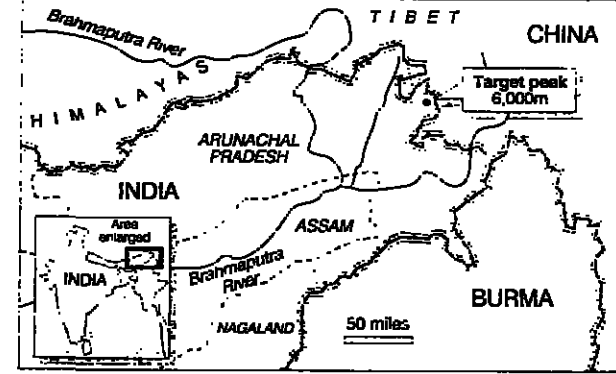 TIBET
Brahmaputra River
CHINA
HIMALAYAS
Target peak
6,000m
ARUNACHAL
PRADESH
INDIA
Area
enlarged
INDIA
ASSAM
Brahmaputra
River
NAGALAND
50 miles
BURMA